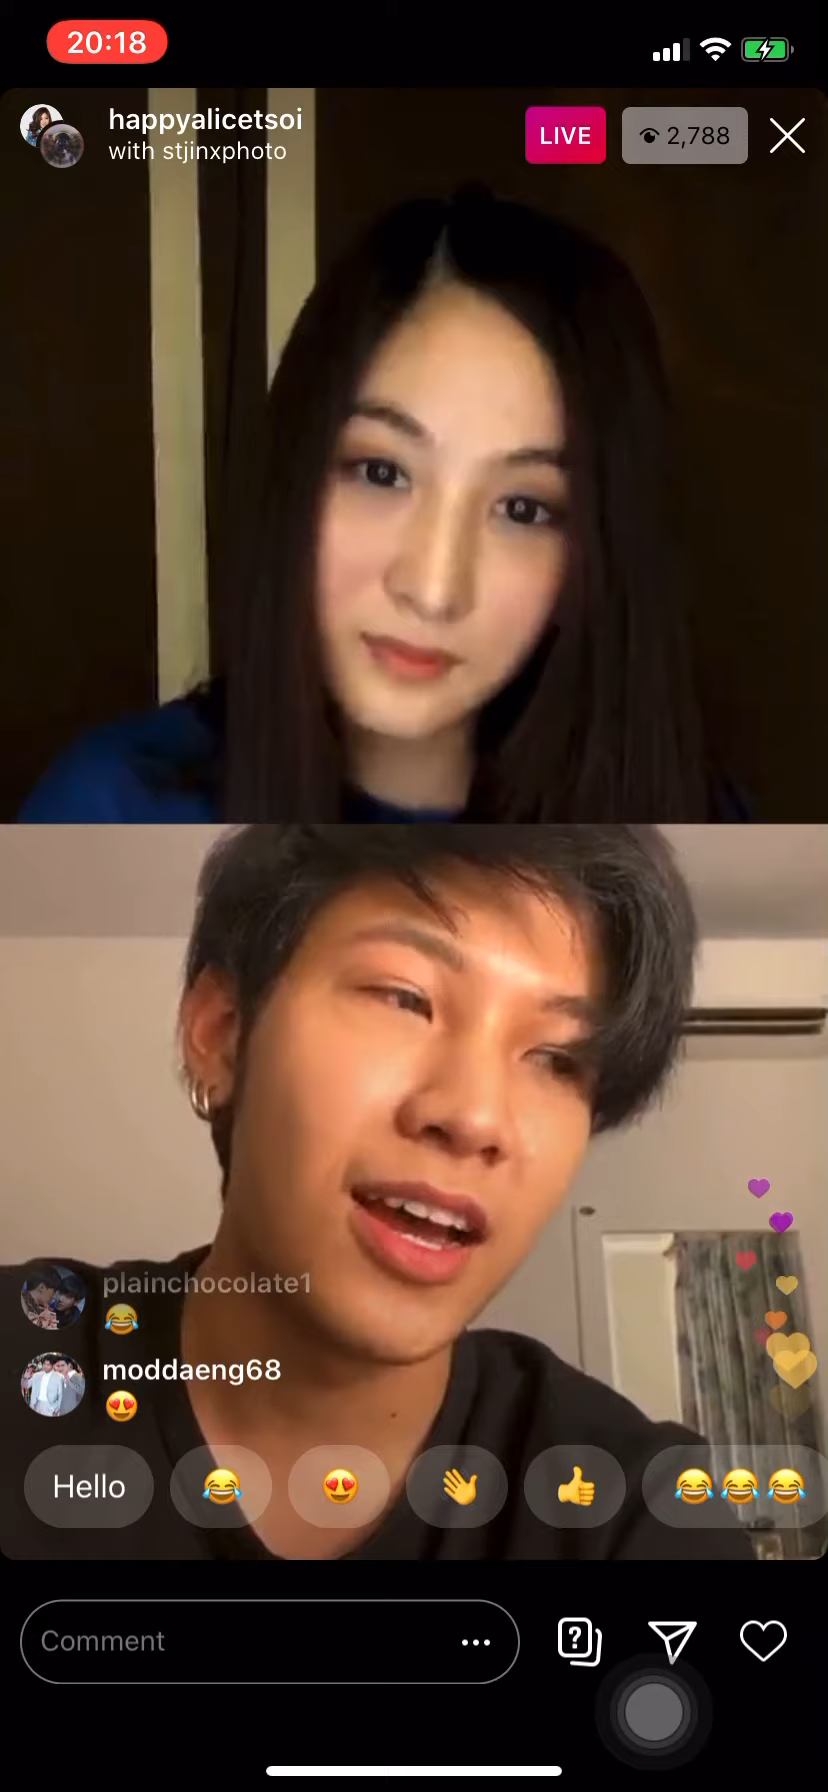 20:18
happyalicetsoi
with stjinxphoto
LIVE
2,788
plainchocolate1
😂
moddaeng68
😍
Hello
😂
😍
👋
👍
😂😂😂
Comment